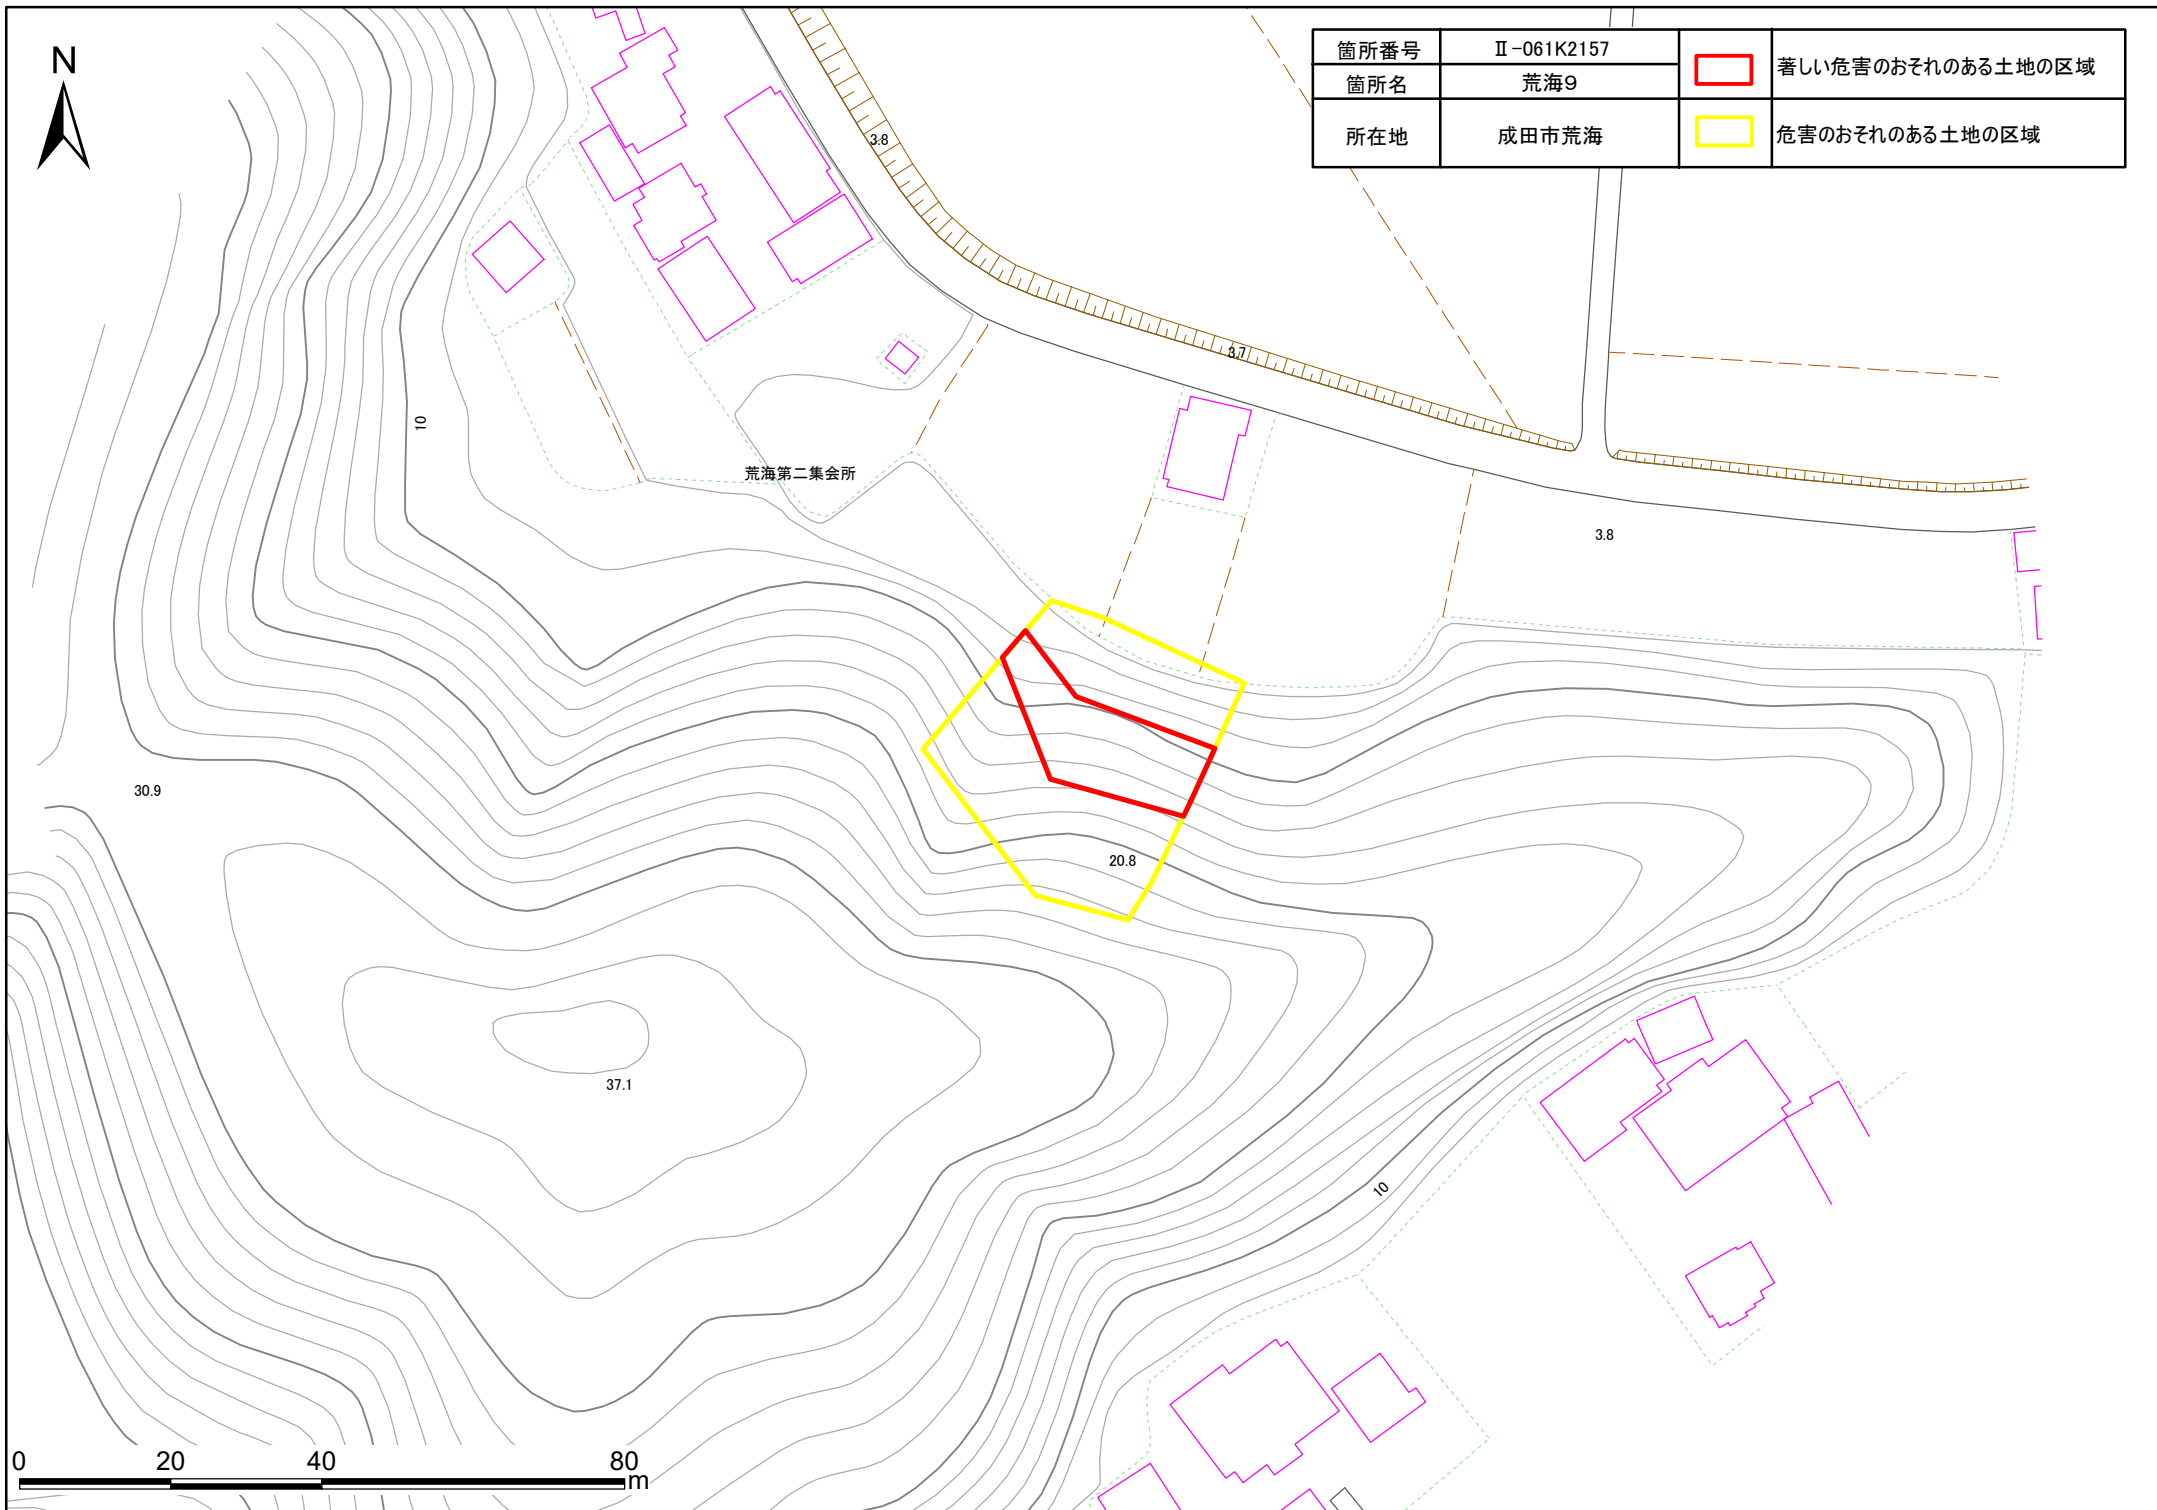 N
箇所番号 Ⅱ-061K2157 著しい危害のおそれのある土地の区域
箇所名 荒海9
所在地 成田市荒海 危害のおそれのある土地の区域
3.8
3.7
10
荒海第二集会所
3.8
30.9
20.8
37.1
10
0 20 40 80 m